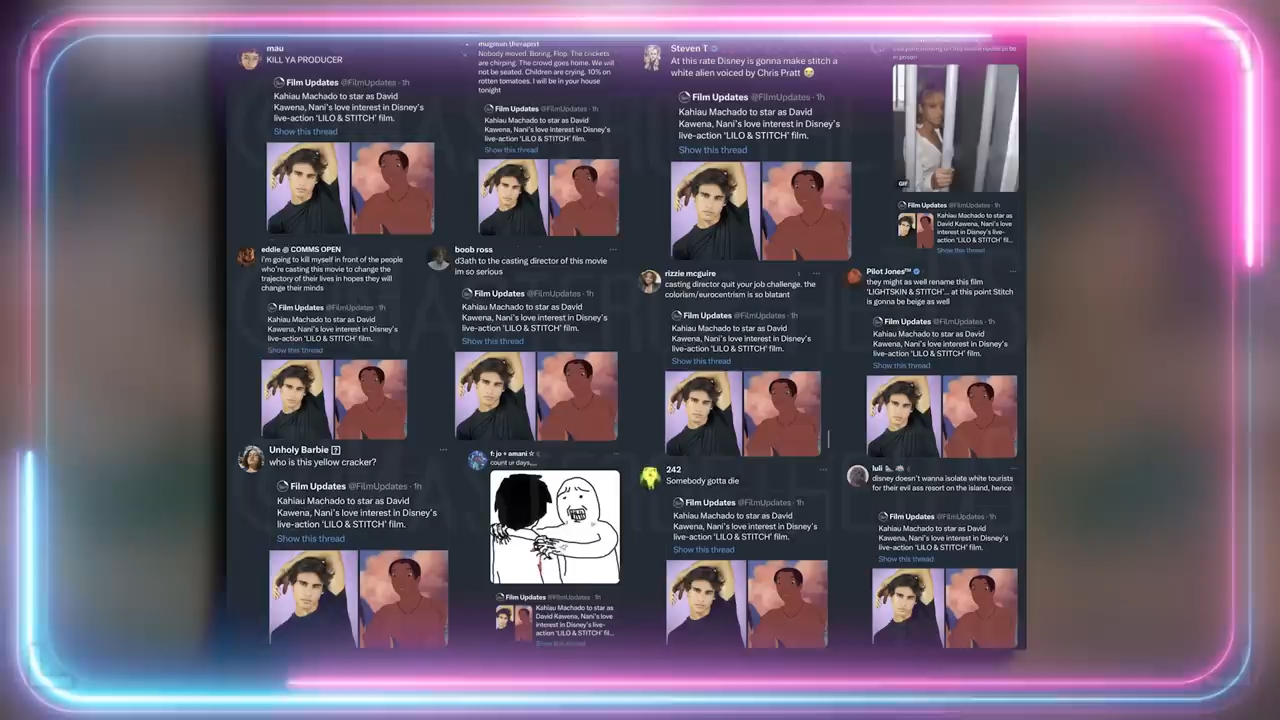 mau
KILL YA PRODUCER
Film Updates @FilmUpdates · 1h
Kahiau Machado to star as David
Kawena, Nani's love interest in Disney's
live-action 'LILO & STITCH' film.
Show this thread
mugman therapist
Nobody moved. Boring. Flop. The crickets
are chirping. The crowd goes home. We will
not be seated. Children are crying. 10% on
rotten tomatoes. I will be in your house
tonight
Film Updates @FilmUpdates · 1h
Kahiau Machado to star as David
Kawena, Nani's love interest in Disney's
live-action 'LILO & STITCH' film.
Show this thread
Steven T
At this rate Disney is gonna make stitch a
white alien voiced by Chris Pratt 😭
Film Updates @FilmUpdates · 1h
Kahiau Machado to star as David
Kawena, Nani's love interest in Disney's
live-action 'LILO & STITCH' film.
Show this thread
in prison
GIF
Film Updates @FilmUpdates · 1h
Kahiau Machado to star as
David Kawena, Nani's love
interest in Disney's live-
action 'LILO & STITCH' fil...
Show this thread
eddie @ COMMS OPEN
i'm going to kill myself in front of the people
who're casting this movie to change the
trajectory of their lives in hopes they will
change their minds
Film Updates @FilmUpdates · 1h
Kahiau Machado to star as David
Kawena, Nani's love interest in Disney's
live-action 'LILO & STITCH' film.
Show this thread
boob ross
d3ath to the casting director of this movie
im so serious
Film Updates @FilmUpdates · 1h
Kahiau Machado to star as David
Kawena, Nani's love interest in Disney's
live-action 'LILO & STITCH' film.
Show this thread
rizzie mcguire
casting director quit your job challenge. the
colorism/eurocentrism is so blatant
Film Updates @FilmUpdates · 1h
Kahiau Machado to star as David
Kawena, Nani's love interest in Disney's
live-action 'LILO & STITCH' film.
Show this thread
Pilot Jones™
they might as well rename this film
'LIGHTSKIN & STITCH'... at this point Stitch
is gonna be beige as well
Film Updates @FilmUpdates · 1h
Kahiau Machado to star as David
Kawena, Nani's love interest in Disney's
live-action 'LILO & STITCH' film.
Show this thread
Unholy Barbie
who is this yellow cracker?
Film Updates @FilmUpdates · 1h
Kahiau Machado to star as David
Kawena, Nani's love interest in Disney's
live-action 'LILO & STITCH' film.
Show this thread
f: jo + amani ☆
count ur days,,,,
Film Updates @FilmUpdates · 1h
Kahiau Machado to star as
David Kawena, Nani's love
interest in Disney's live-
action 'LILO & STITCH' fil...
Show this thread
242
Somebody gotta die
Film Updates @FilmUpdates · 1h
Kahiau Machado to star as David
Kawena, Nani's love interest in Disney's
live-action 'LILO & STITCH' film.
Show this thread
luli
disney doesn't wanna isolate white tourists
for their evil ass resort on the island, hence
Film Updates @FilmUpdates · 1h
Kahiau Machado to star as David
Kawena, Nani's love interest in Disney's
live-action 'LILO & STITCH' film.
Show this thread